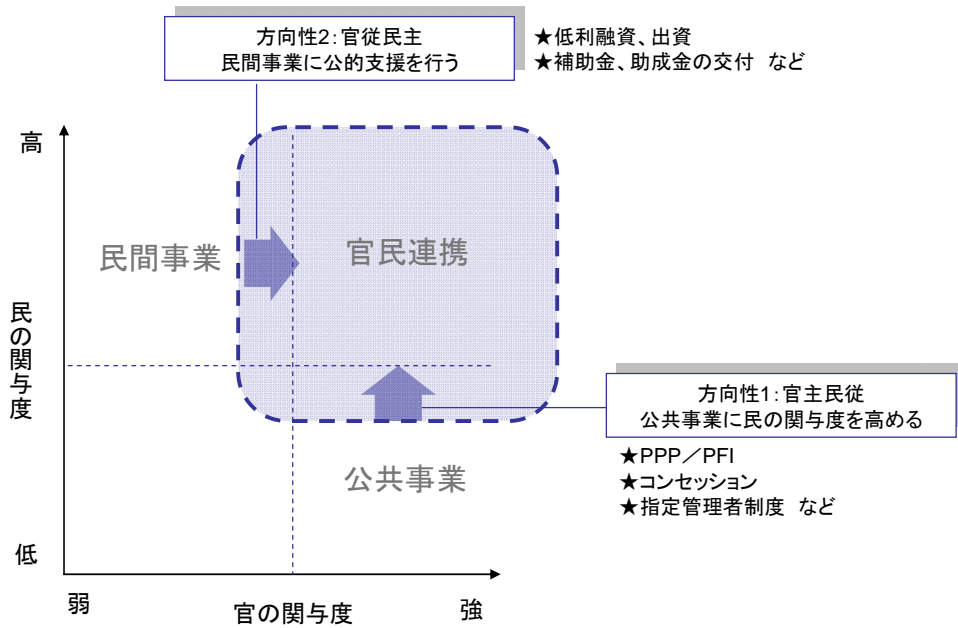 方向性2：官従民主
民間事業に公的支援を行う
★低利融資、出資
★補助金、助成金の交付　など
高
民間事業
官民連携
民の関与度
方向性1：官主民従
公共事業に民の関与度を高める
★PPP／PFI
★コンセッション
★指定管理者制度　など
公共事業
低
弱
官の関与度
強